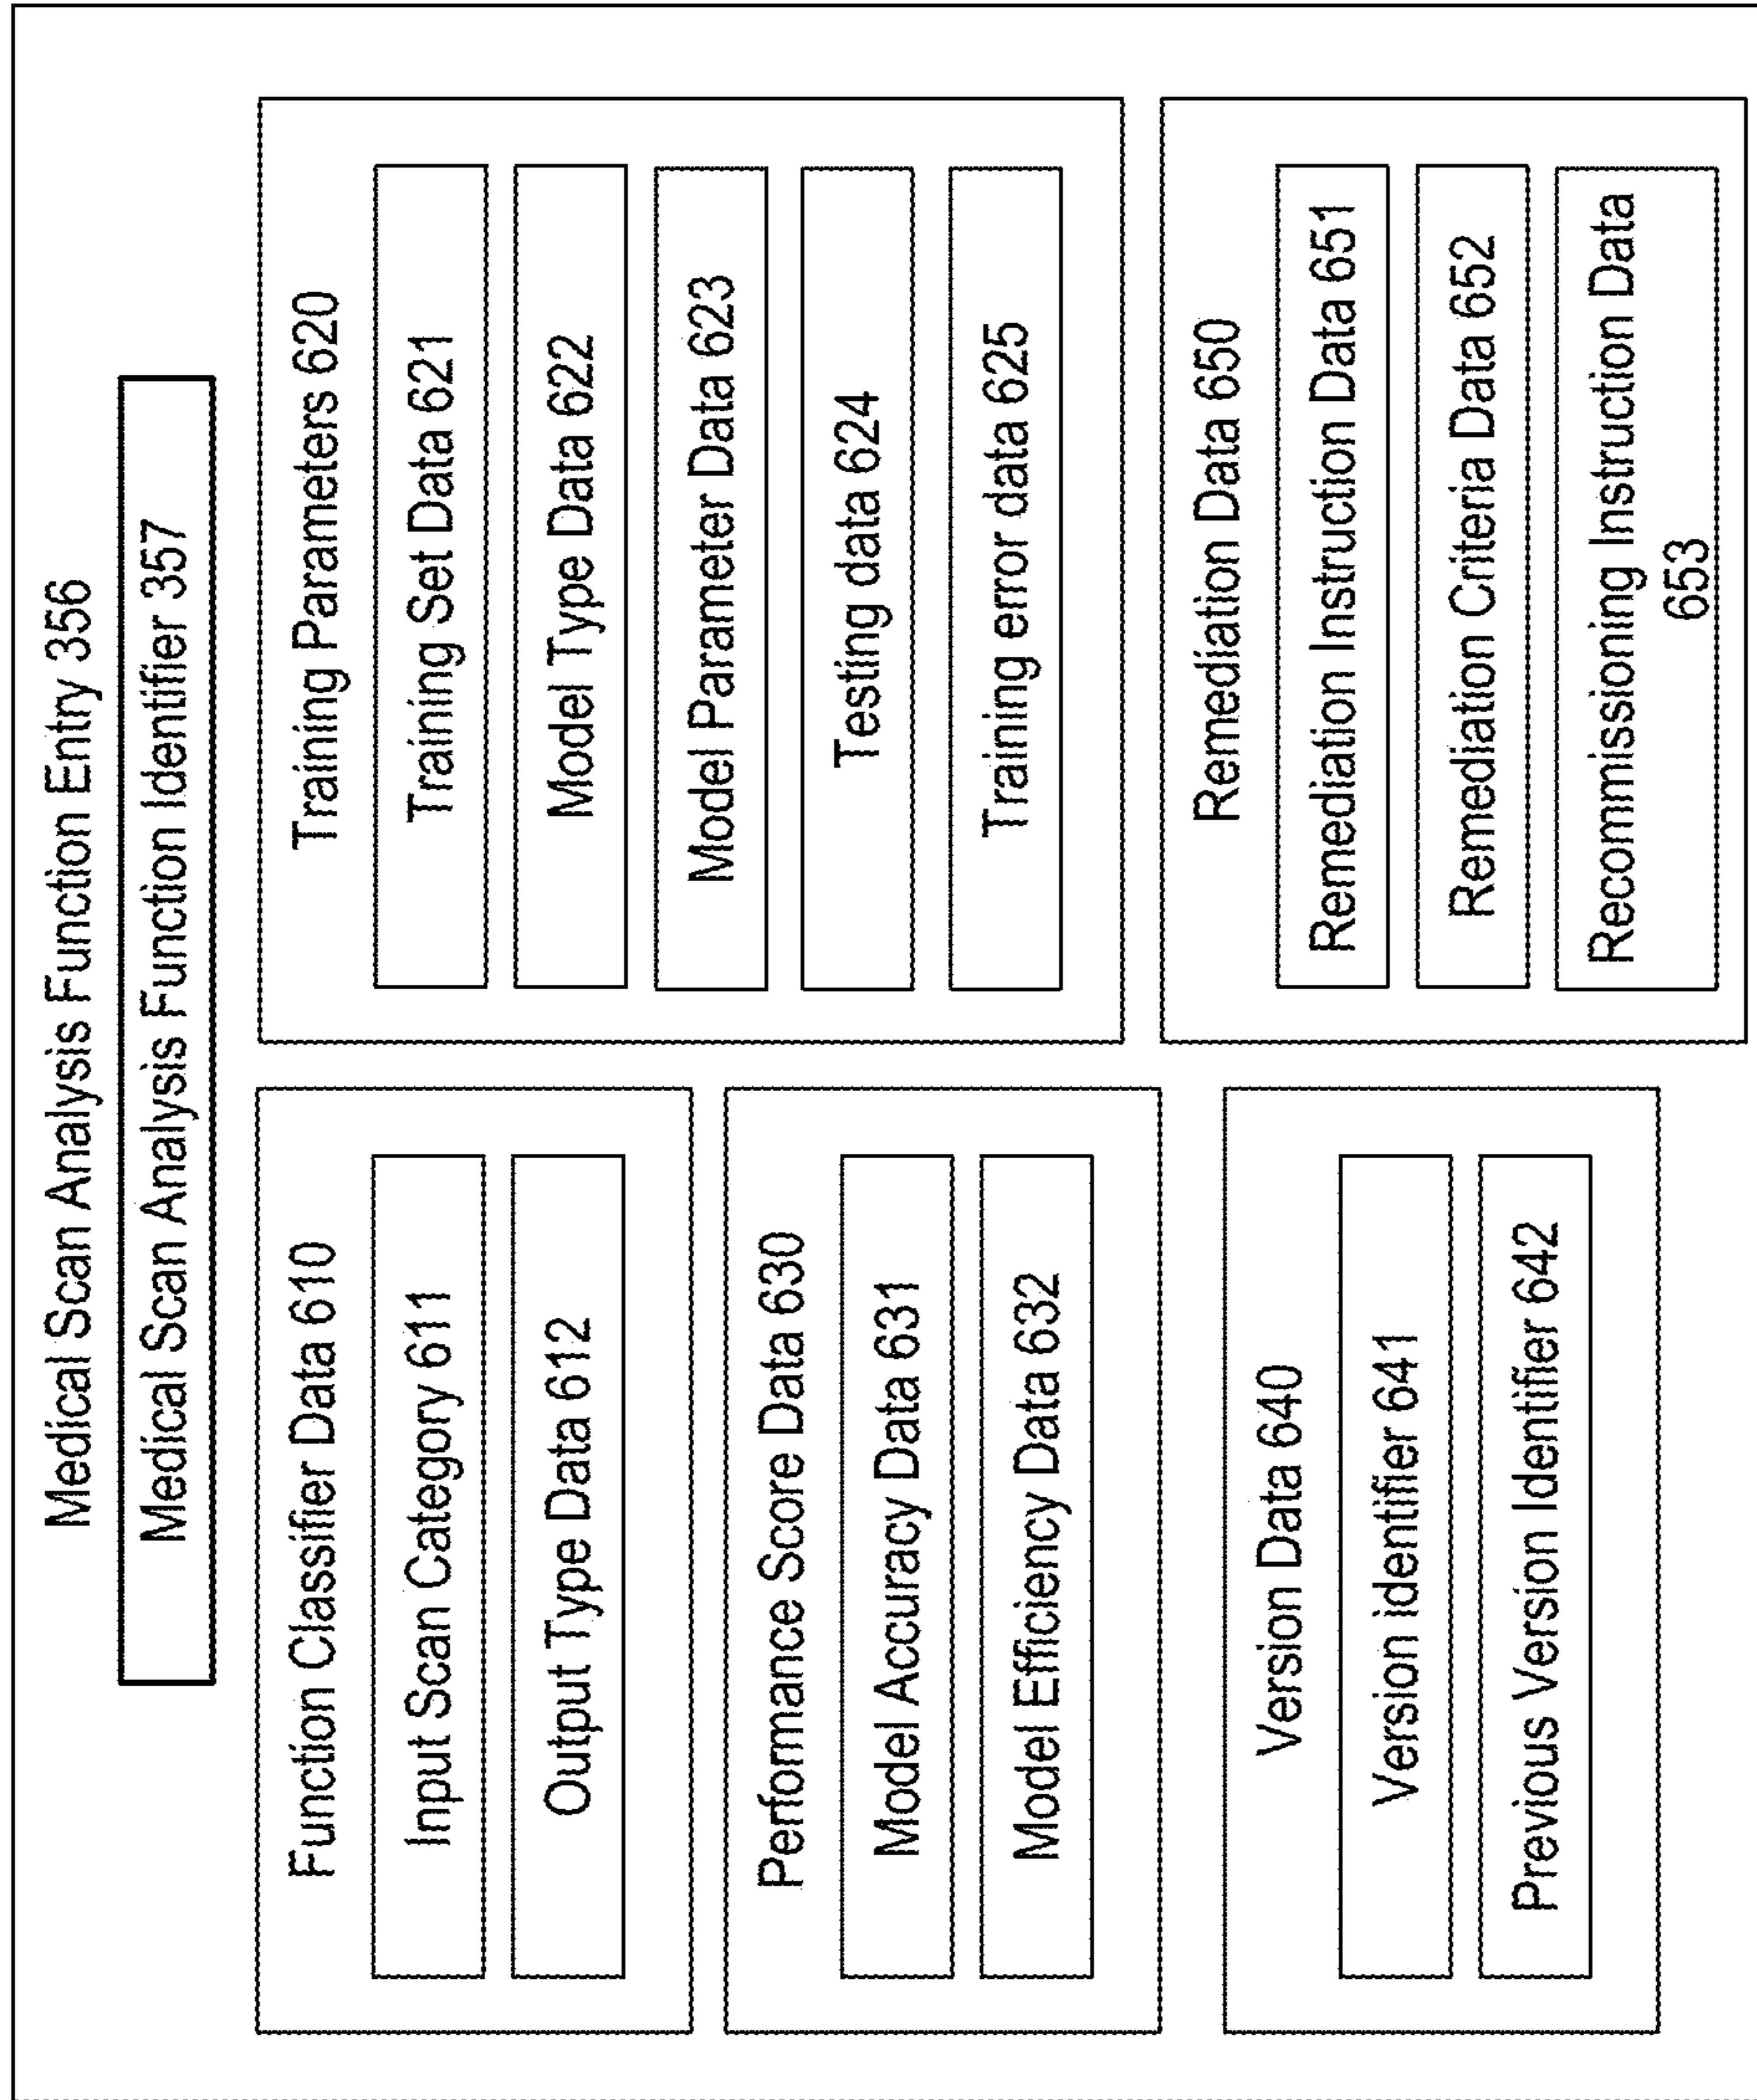 Medical Scan Analysis Function Entry 356
Medical Scan Analysis Function Identifier 357
Function Classifier Data 610
Input Scan Category 611
Output Type Data 612
Performance Score Data 630
Model Accuracy Data 631
Model Efficiency Data 632
Version Data 640
Version identifier 641
Previous Version Identifier 642
Training Parameters 620
Training Set Data 621
Model Type Data 622
Model Parameter Data 623
Testing data 624
Training error data 625
Remediation Data 650
Remediation Instruction Data 651
Remediation Criteria Data 652
Recommissioning Instruction Data
653